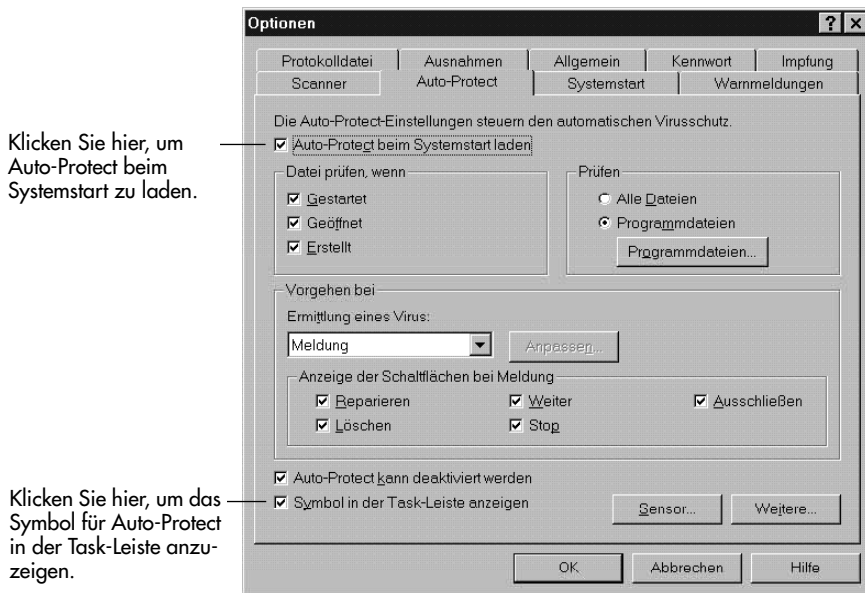 Optionen
Protokolldatei Ausnahmen Allgemein Kennwort Impfung
Scanner Auto-Protect Systemstart Warnmeldungen
Die Auto-Protect-Einstellungen steuern den automatischen Virusschutz.
Klicken Sie hier, um
Auto-Protect beim
Systemstart zu laden.
Auto-Protect beim Systemstart laden
Datei prüfen, wenn
Gestartet
Geöffnet
Erstellt
Prüfen
Alle Dateien
Programmdateien
Programmdateien...
Vorgehen bei
Ermittlung eines Virus:
Meldung Anpassen...
Anzeige der Schaltflächen bei Meldung
Reparieren Weiter Ausschließen
Löschen Stop
Auto-Protect kann deaktiviert werden
Klicken Sie hier, um das
Symbol für Auto-Protect
in der Task-Leiste anzu-
zeigen.
Symbol in der Task-Leiste anzeigen
Sensor... Weitere...
OK Abbrechen Hilfe